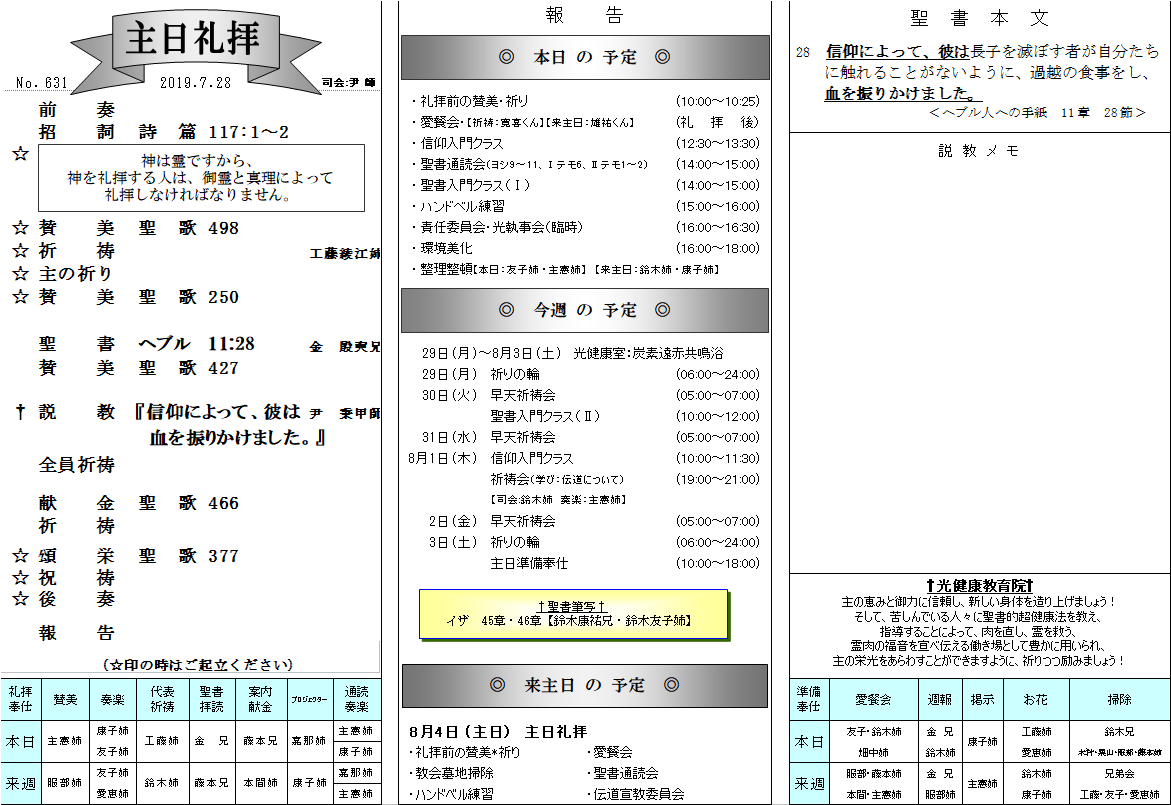 主日礼拝
No. 631 2019.7.28 司会:尹 師
前 奏
招 詞 詩 篇 117:1～2
☆
神は霊ですから、
神を礼拝する人は、御霊と真理によって
礼拝しなければなりません。
☆ 賛 美 聖 歌 498
☆ 祈 祷 工藤綾江姉
☆ 主の祈り
☆ 賛 美 聖 歌 250
聖 書 ヘブル 11:28 金 殷奭兄
賛 美 聖 歌 427
† 説 教 『信仰によって、彼は 尹 秉甲師
血を振りかけました。』
全員祈祷
献 金 聖 歌 466
祈 祷
☆ 頌 栄 聖 歌 377
☆ 祝 祷
☆ 後 奏
報 告
(☆印の時はご起立ください)
礼拝奉仕 賛美 奏楽 代表祈祷 聖書拝読 案内献金 プロジェクター 通読奏楽
本日 主憲姉 康子姉 友子姉 工藤姉 金 兄 藤本兄 嘉那姉 主憲姉 康子姉
来週 服部姉 友子姉 愛恵姉 鈴木姉 藤本兄 本間姉 康子姉 嘉那姉 主憲姉
報 告
◎ 本日 の 予定 ◎
・礼拝前の賛美・祈り (10:00～10:25)
・愛餐会・【祈祷:寛喜くん】【来主日:雄祐くん】 (礼 拝 後)
・信仰入門クラス (12:30～13:30)
・聖書通読会(ヨシ9～11、Ⅰテモ6、Ⅱテモ1～2) (14:00～15:00)
・聖書入門クラス(Ⅰ) (14:00～15:00)
・ハンドベル練習 (15:00～16:00)
・責任委員会・光執事会(臨時) (16:00～16:30)
・環境美化 (16:00～18:00)
・整理整頓【本日:友子姉・主憲姉】【来主日:鈴木姉・康子姉】
◎ 今週 の 予定 ◎
29日(月)～8月3日(土) 光健康室:炭素遠赤共鳴浴
29日(月) 祈りの輪 (06:00～24:00)
30日(火) 早天祈祷会 (05:00～07:00)
聖書入門クラス(Ⅱ) (10:00～12:00)
31日(水) 早天祈祷会 (05:00～07:00)
8月1日(木) 信仰入門クラス (10:00～11:30)
祈祷会(学び:伝道について) (19:00～21:00)
【司会:鈴木姉 奏楽:主憲姉】
2日(金) 早天祈祷会 (05:00～07:00)
3日(土) 祈りの輪 (06:00～24:00)
主日準備奉仕 (10:00～18:00)
†聖書筆写†
イザ 45章・46章【鈴木康祐兄・鈴木友子姉】
◎ 来主日 の 予定 ◎
8月4日(主日) 主日礼拝
・礼拝前の賛美*祈り ・愛餐会
・教会墓地掃除 ・聖書通読会
・ハンドベル練習 ・伝道宣教委員会
聖 書 本 文
28 信仰によって、彼は長子を滅ぼす者が自分たち
に触れることがないように、過越の食事をし、
血を振りかけました。
＜ヘブル人への手紙 11章 28節＞
説 教 メ モ
†光健康教育院†
主の恵みと御力に信頼し、新しい身体を造り上げましょう!
そして、苦しんでいる人々に聖書的超健康法を教え、
指導することによって、肉を直し、霊を救う、
霊肉の福音を宣べ伝える働き場として豊かに用いられ、
主の栄光をあらわすことができますように、祈りつつ励みましょう!
準備奉仕 愛餐会 週報 掲示 お花 掃除
本日 友子・鈴木姉 畑中姉 金 兄 鈴木姉 康子姉 工藤姉 愛恵姉 鈴木兄
来週 服部・藤本姉 本間・主憲姉 金 兄 服部姉 主憲姉 鈴木姉 康子姉 兄弟会 工藤・友子・愛恵姉